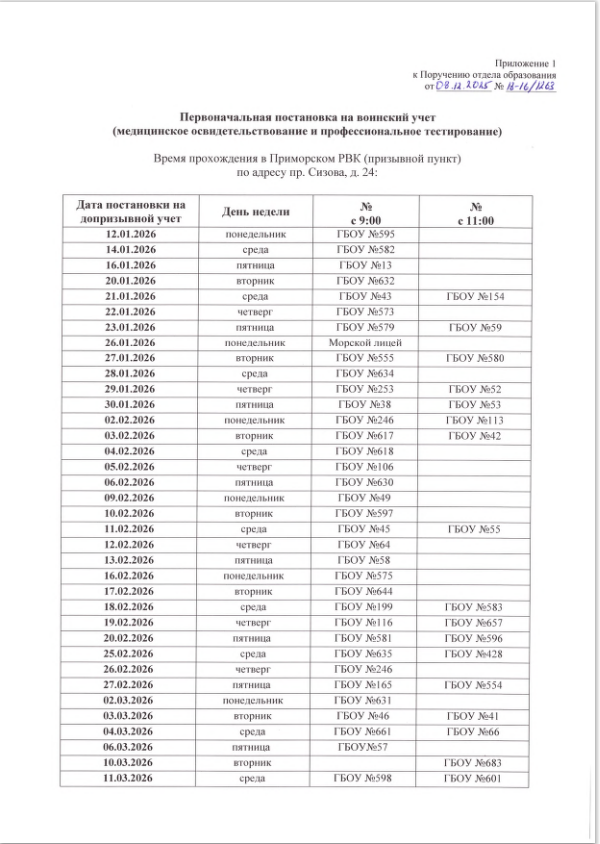 Приложение 1
к Поручению отдела образования
от 08.12.2025 № 13-16/1263
Первоначальная постановка на воинский учет
(медицинское освидетельствование и профессиональное тестирование)
Время прохождения в Приморском РВК (призывной пункт)
по адресу пр. Сизова, д. 24:
Дата постановки на допризывной учет День недели № с 9:00 № с 11:00
12.01.2026 понедельник ГБОУ №595
14.01.2026 среда ГБОУ №582
16.01.2026 пятница ГБОУ №13
20.01.2026 вторник ГБОУ №632
21.01.2026 среда ГБОУ №43 ГБОУ №154
22.01.2026 четверг ГБОУ №573
23.01.2026 пятница ГБОУ №579 ГБОУ №59
26.01.2026 понедельник Морской лицей
27.01.2026 вторник ГБОУ №555 ГБОУ №580
28.01.2026 среда ГБОУ №634
29.01.2026 четверг ГБОУ №253 ГБОУ №52
30.01.2026 пятница ГБОУ №38 ГБОУ №53
02.02.2026 понедельник ГБОУ №246 ГБОУ №113
03.02.2026 вторник ГБОУ №617 ГБОУ №42
04.02.2026 среда ГБОУ №618
05.02.2026 четверг ГБОУ №106
06.02.2026 пятница ГБОУ №630
09.02.2026 понедельник ГБОУ №49
10.02.2026 вторник ГБОУ №597
11.02.2026 среда ГБОУ №45 ГБОУ №55
12.02.2026 четверг ГБОУ №64
13.02.2026 пятница ГБОУ №58
16.02.2026 понедельник ГБОУ №575
17.02.2026 вторник ГБОУ №644
18.02.2026 среда ГБОУ №199 ГБОУ №583
19.02.2026 четверг ГБОУ №116 ГБОУ №657
20.02.2026 пятница ГБОУ №581 ГБОУ №596
25.02.2026 среда ГБОУ №635 ГБОУ №428
26.02.2026 четверг ГБОУ №246
27.02.2026 пятница ГБОУ №165 ГБОУ №554
02.03.2026 понедельник ГБОУ №631
03.03.2026 вторник ГБОУ №46 ГБОУ №41
04.03.2026 среда ГБОУ №661 ГБОУ №66
06.03.2026 пятница ГБОУ№57
10.03.2026 вторник ГБОУ №683
11.03.2026 среда ГБОУ №598 ГБОУ №601